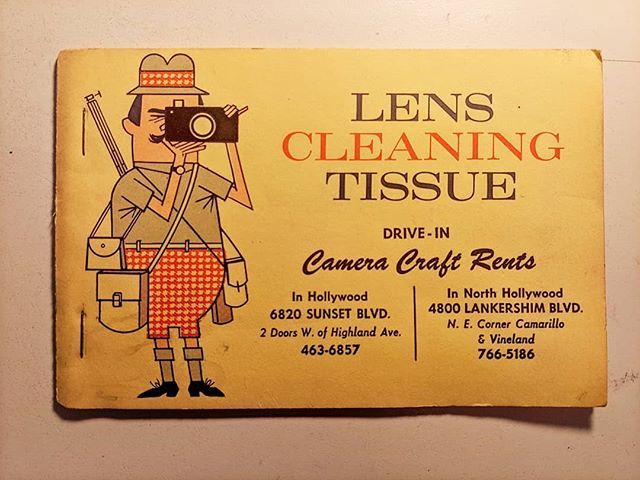 LENS
CLEANING
TISSUE
DRIVE-IN
Camera Craft Rents
In Hollywood
6820 SUNSET BLVD.
2 Doors W. of Highland Ave.
463-6857
In North Hollywood
4800 LANKERSHIM BLVD.
N. E. Corner Camarillo
& Vineland
766-5186